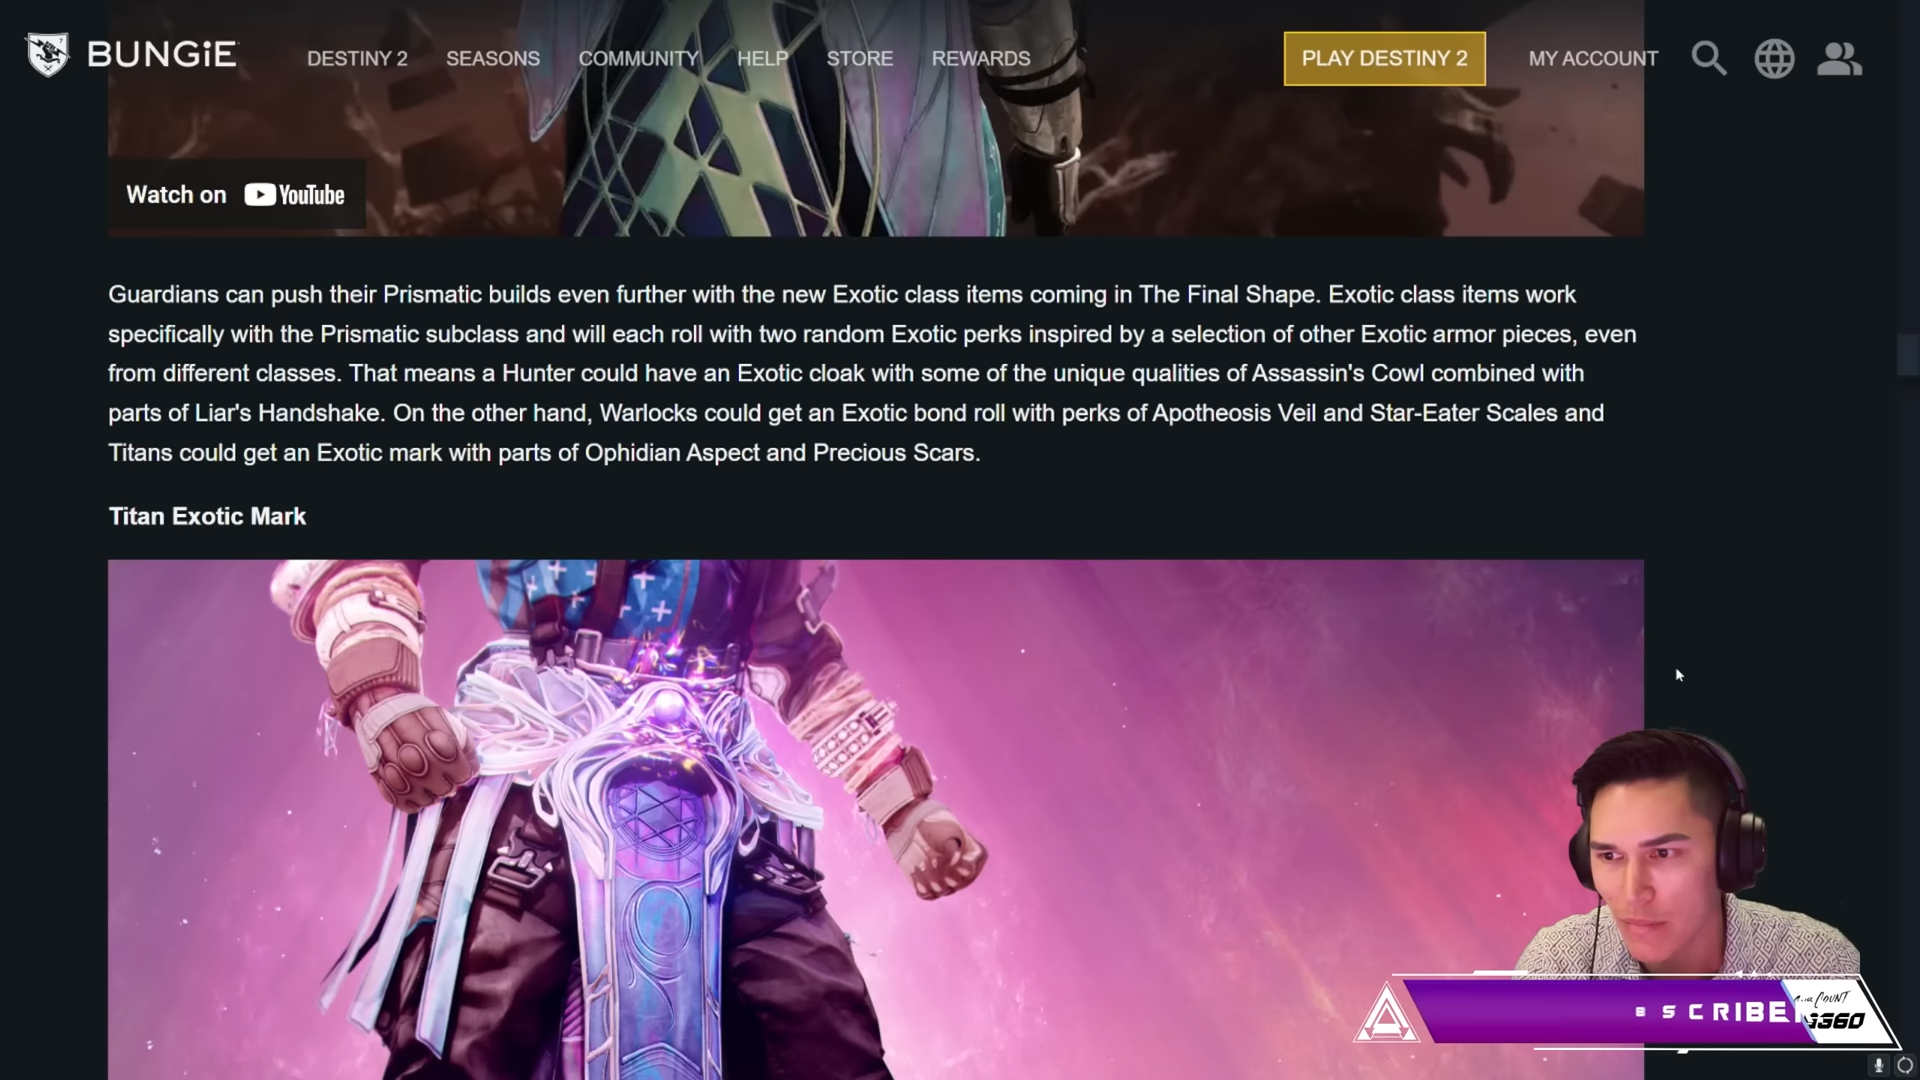 BUNGiE
DESTINY 2 SEASONS COMMUNITY HELP STORE REWARDS
PLAY DESTINY 2
MY ACCOUNT
Watch on YouTube
Guardians can push their Prismatic builds even further with the new Exotic class items coming in The Final Shape. Exotic class items work
specifically with the Prismatic subclass and will each roll with two random Exotic perks inspired by a selection of other Exotic armor pieces, even
from different classes. That means a Hunter could have an Exotic cloak with some of the unique qualities of Assassin's Cowl combined with
parts of Liar's Handshake. On the other hand, Warlocks could get an Exotic bond roll with perks of Apotheosis Veil and Star-Eater Scales and
Titans could get an Exotic mark with parts of Ophidian Aspect and Precious Scars.
Titan Exotic Mark
COUNT
B S C R I B E